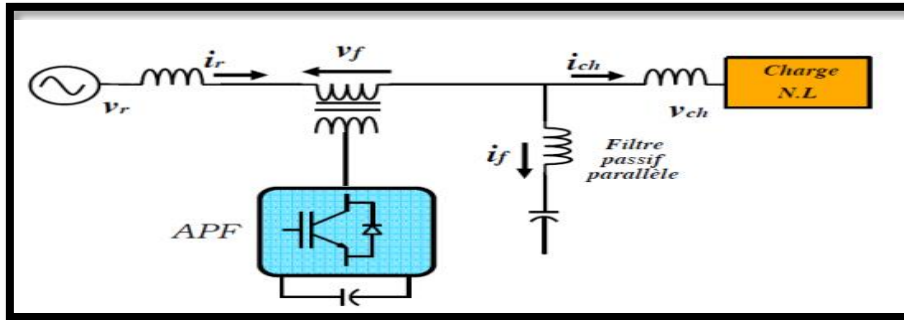 ir
vf
ich
Charge
N.L
vr
vch
if
Filtre
passif
parallèle
APF